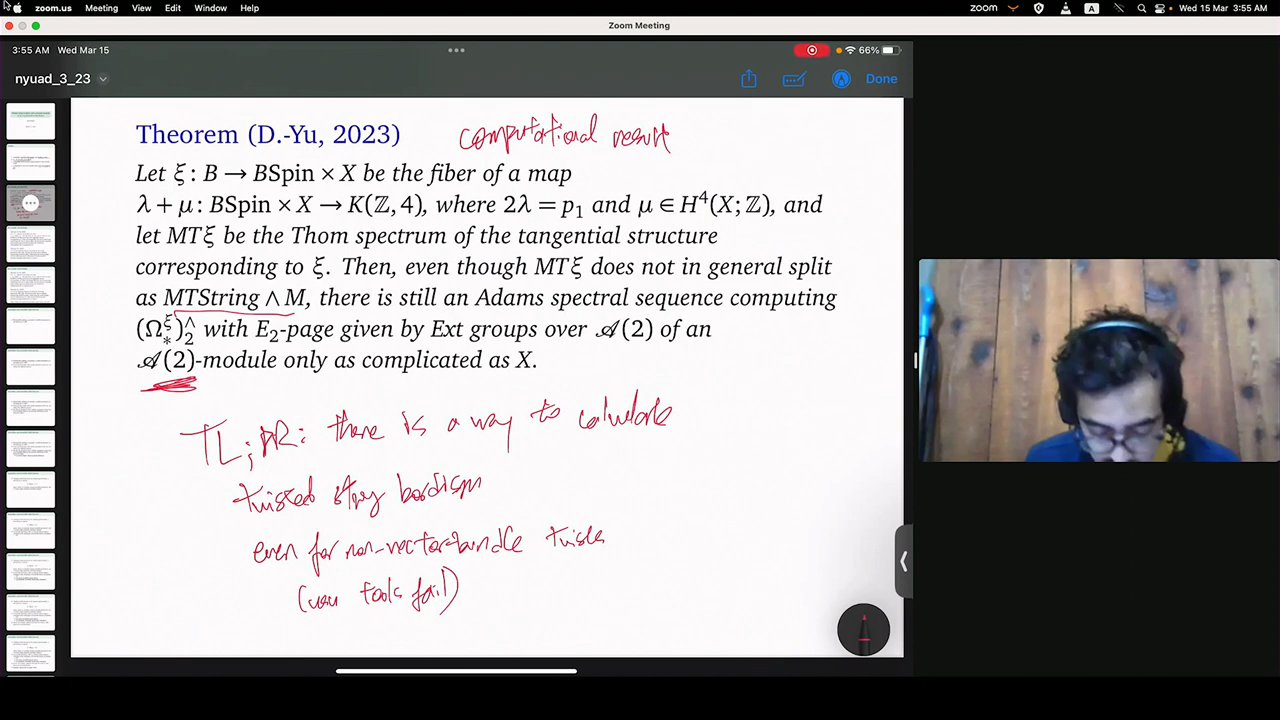 zoom.us Meeting View Edit Window Help
zoom A Wed 15 Mar 3:55 AM
Zoom Meeting
3:55 AM Wed Mar 15
66%
nyuad_3_23
Done
Theorem (D.-Yu, 2023)
computational result
Let ξ: B → BSpin × X be the fiber of a map
λ + μ: BSpin × X → K(ℤ, 4), where 2λ = p₁ and μ ∈ H⁴(X; ℤ), and
let MTξ be the Thom spectrum of the tangential structure
corresponding to ξ. Then, even though MTξ does not in general split
as MTString ∧ M, there is still an Adams spectral sequence computing
(Ω_*^ξ)_2^∧ with E₂-page given by Ext groups over 𝒜(2) of an
𝒜(2)-module only as complicated as X.
TL;DR: there is a way to calculate
twisted string bordism
even for non-vector bundle twists
tools fail)